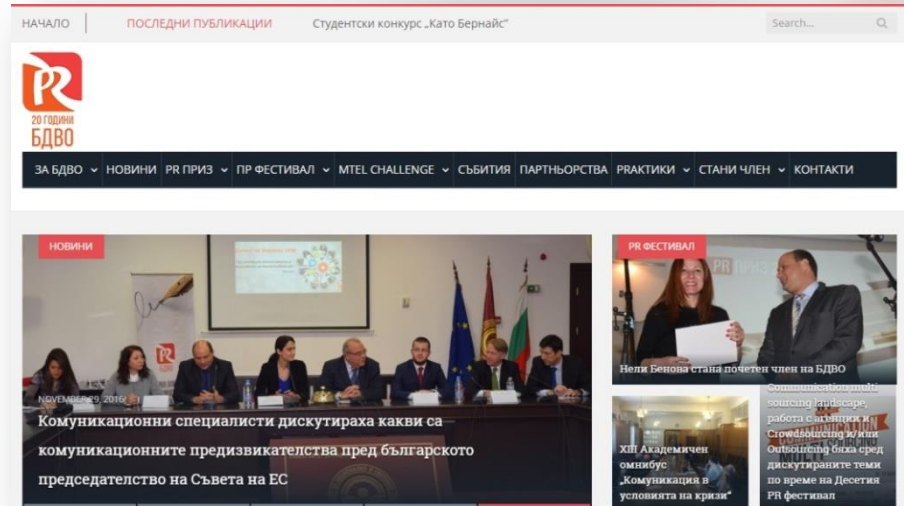 НАЧАЛО
ПОСЛЕДНИ ПУБЛИКАЦИИ
Студентски конкурс „Като Бернайс“
Search...
PR
20 ГОДИНИ
БДВО
ЗА БДВО НОВИНИ PR ПРИЗ ПР ФЕСТИВАЛ MTEL CHALLENGE СЪБИТИЯ ПАРТНЬОРСТВА PRАКТИКИ СТАНИ ЧЛЕН КОНТАКТИ
НОВИНИ
NOVEMBER 29, 2016
Комуникационни специалисти дискутираха какви са
комуникационните предизвикателства пред българското
председателство на Съвета на ЕС
PR ФЕСТИВАЛ
PR ПРИЗ
Нели Бенова стана почетен член на БДВО
XIII Академичен
омнибус
„Комуникация в
условията на кризи“
Communication multi
sourcing landscape,
работа с агенции и
Crowdsourcing и/или
Outsourcing бяха сред
дискутираните теми
по време на Десетия
PR фестивал